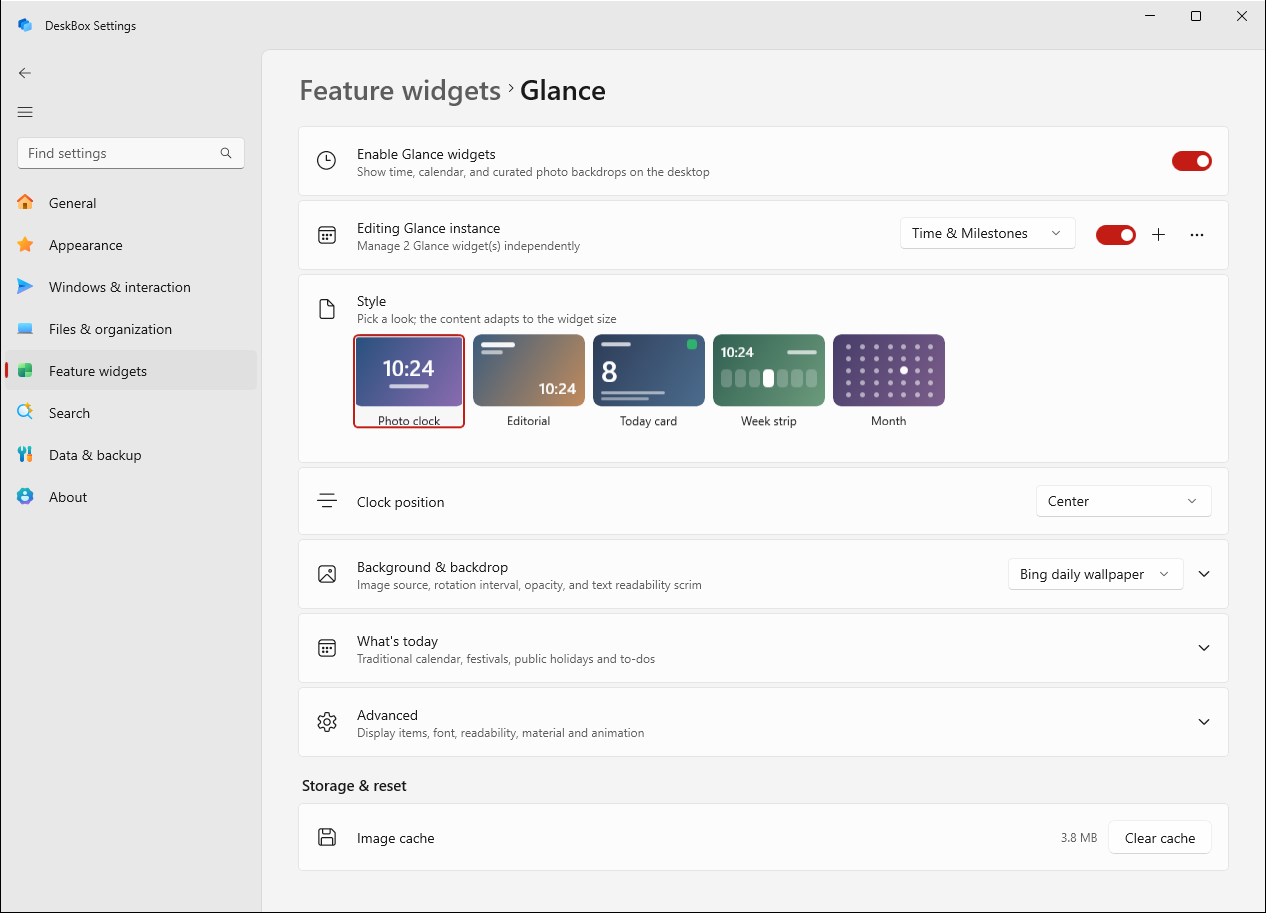 DeskBox Settings
Find settings
General
Appearance
Windows & interaction
Files & organization
Feature widgets
Search
Data & backup
About
Feature widgets › Glance
Enable Glance widgets
Show time, calendar, and curated photo backdrops on the desktop
Editing Glance instance
Manage 2 Glance widget(s) independently
Time & Milestones
Style
Pick a look; the content adapts to the widget size
10:24
Photo clock
10:24
Editorial
8
Today card
10:24
Week strip
Month
Clock position
Center
Background & backdrop
Image source, rotation interval, opacity, and text readability scrim
Bing daily wallpaper
What's today
Traditional calendar, festivals, public holidays and to-dos
Advanced
Display items, font, readability, material and animation
Storage & reset
Image cache
3.8 MB
Clear cache